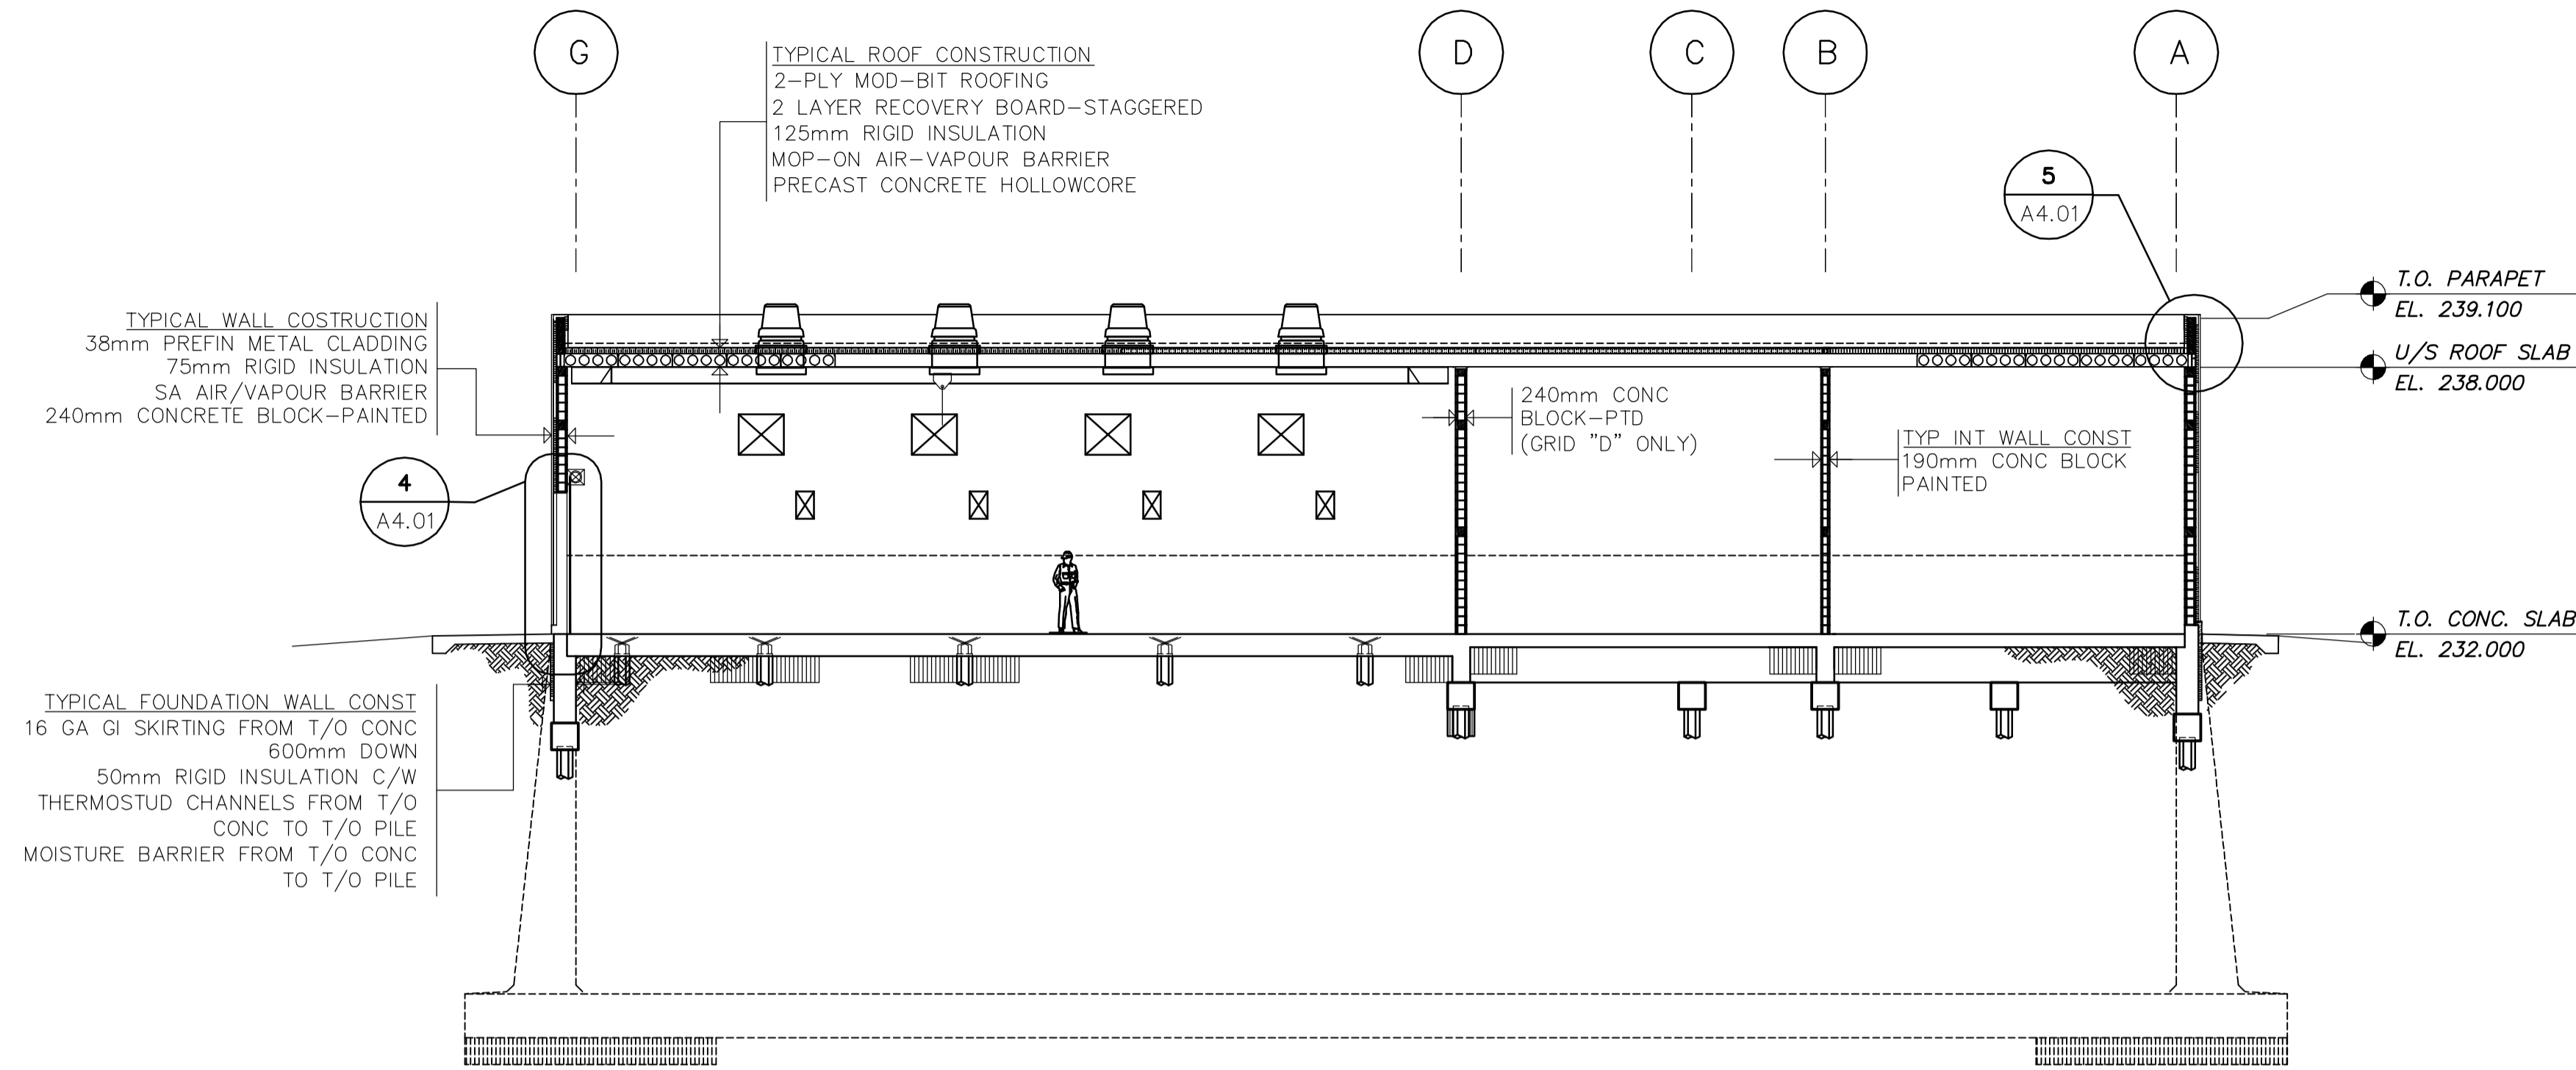 G
D
C
B
A
TYPICAL ROOF CONSTRUCTION
2-PLY MOD-BIT ROOFING
2 LAYER RECOVERY BOARD-STAGGERED
125mm RIGID INSULATION
MOP-ON AIR-VAPOUR BARRIER
PRECAST CONCRETE HOLLOWCORE
5
A4.01
T.O. PARAPET
EL. 239.100
U/S ROOF SLAB
EL. 238.000
TYPICAL WALL COSTRUCTION
38mm PREFIN METAL CLADDING
75mm RIGID INSULATION
SA AIR/VAPOUR BARRIER
240mm CONCRETE BLOCK-PAINTED
240mm CONC
BLOCK-PTD
(GRID "D" ONLY)
TYP INT WALL CONST
190mm CONC BLOCK
PAINTED
4
A4.01
T.O. CONC. SLAB
EL. 232.000
TYPICAL FOUNDATION WALL CONST
16 GA GI SKIRTING FROM T/O CONC
600mm DOWN
50mm RIGID INSULATION C/W
THERMOSTUD CHANNELS FROM T/O
CONC TO T/O PILE
MOISTURE BARRIER FROM T/O CONC
TO T/O PILE